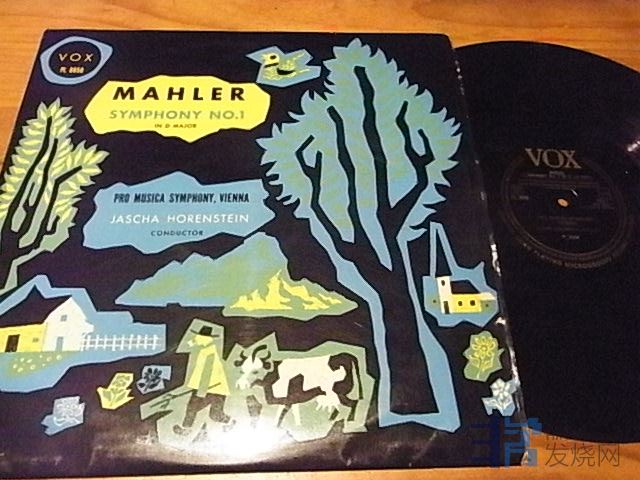 VOX
PL 8050
MAHLER
SYMPHONY NO.1
IN D MAJOR
PRO MUSICA SYMPHONY, VIENNA
JASCHA HORENSTEIN
CONDUCTOR
VOX
发烧网